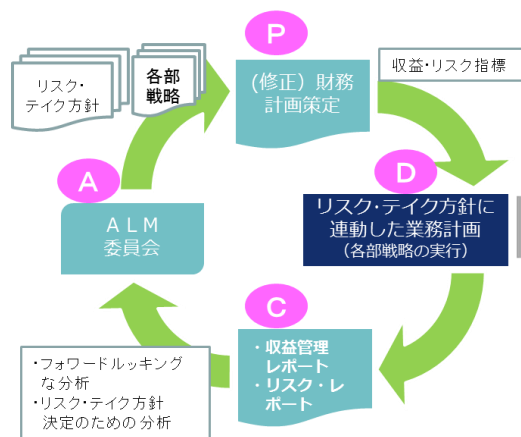 P
(修正）財務
計画策定
収益・リスク指標
リスク・
テイク方針
各部
戦略
A
ＡＬＭ
委員会
D
リスク・テイク方針に
連動した業務計画
（各部戦略の実行）
C
・収益管理
レポート
・リスク・レ
ポート
・フォワードルッキング
な分析
・リスク・テイク方針
決定のための分析